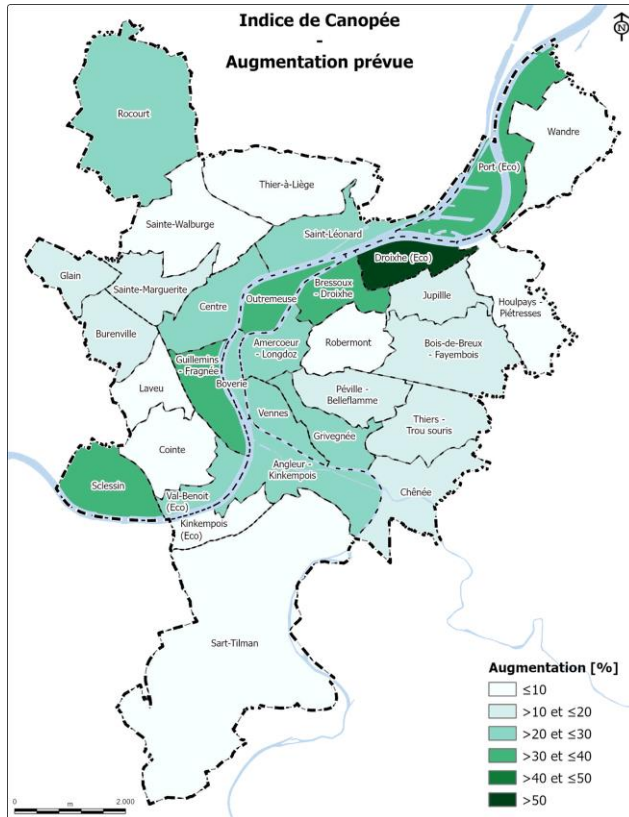 Indice de Canopée
-
Augmentation prévue
N
Rocourt
Wandre
Port (Eco)
Thier-à-Liège
Sainte-Walburge
Saint-Léonard
Droixhe (Eco)
Glain
Sainte-Marguerite
Centre
Outremeuse
Bressoux
- Droixhe
Jupillle
Houlpays -
Piétresses
Burenville
Guillemins
- Fragnée
Amercoeur
- Longdoz
Robermont
Bois-de-Breux
- Fayembois
Laveu
Boverie
Péville -
Belleflamme
Vennes
Thiers -
Trou souris
Cointe
Grivegnée
Sclessin
Val-Benoit
(Eco)
Angleur -
Kinkempois
Chênée
Kinkempois
(Eco)
Sart-Tilman
Augmentation [%]
≤10
>10 et ≤20
>20 et ≤30
>30 et ≤40
>40 et ≤50
>50
0 m 2.000